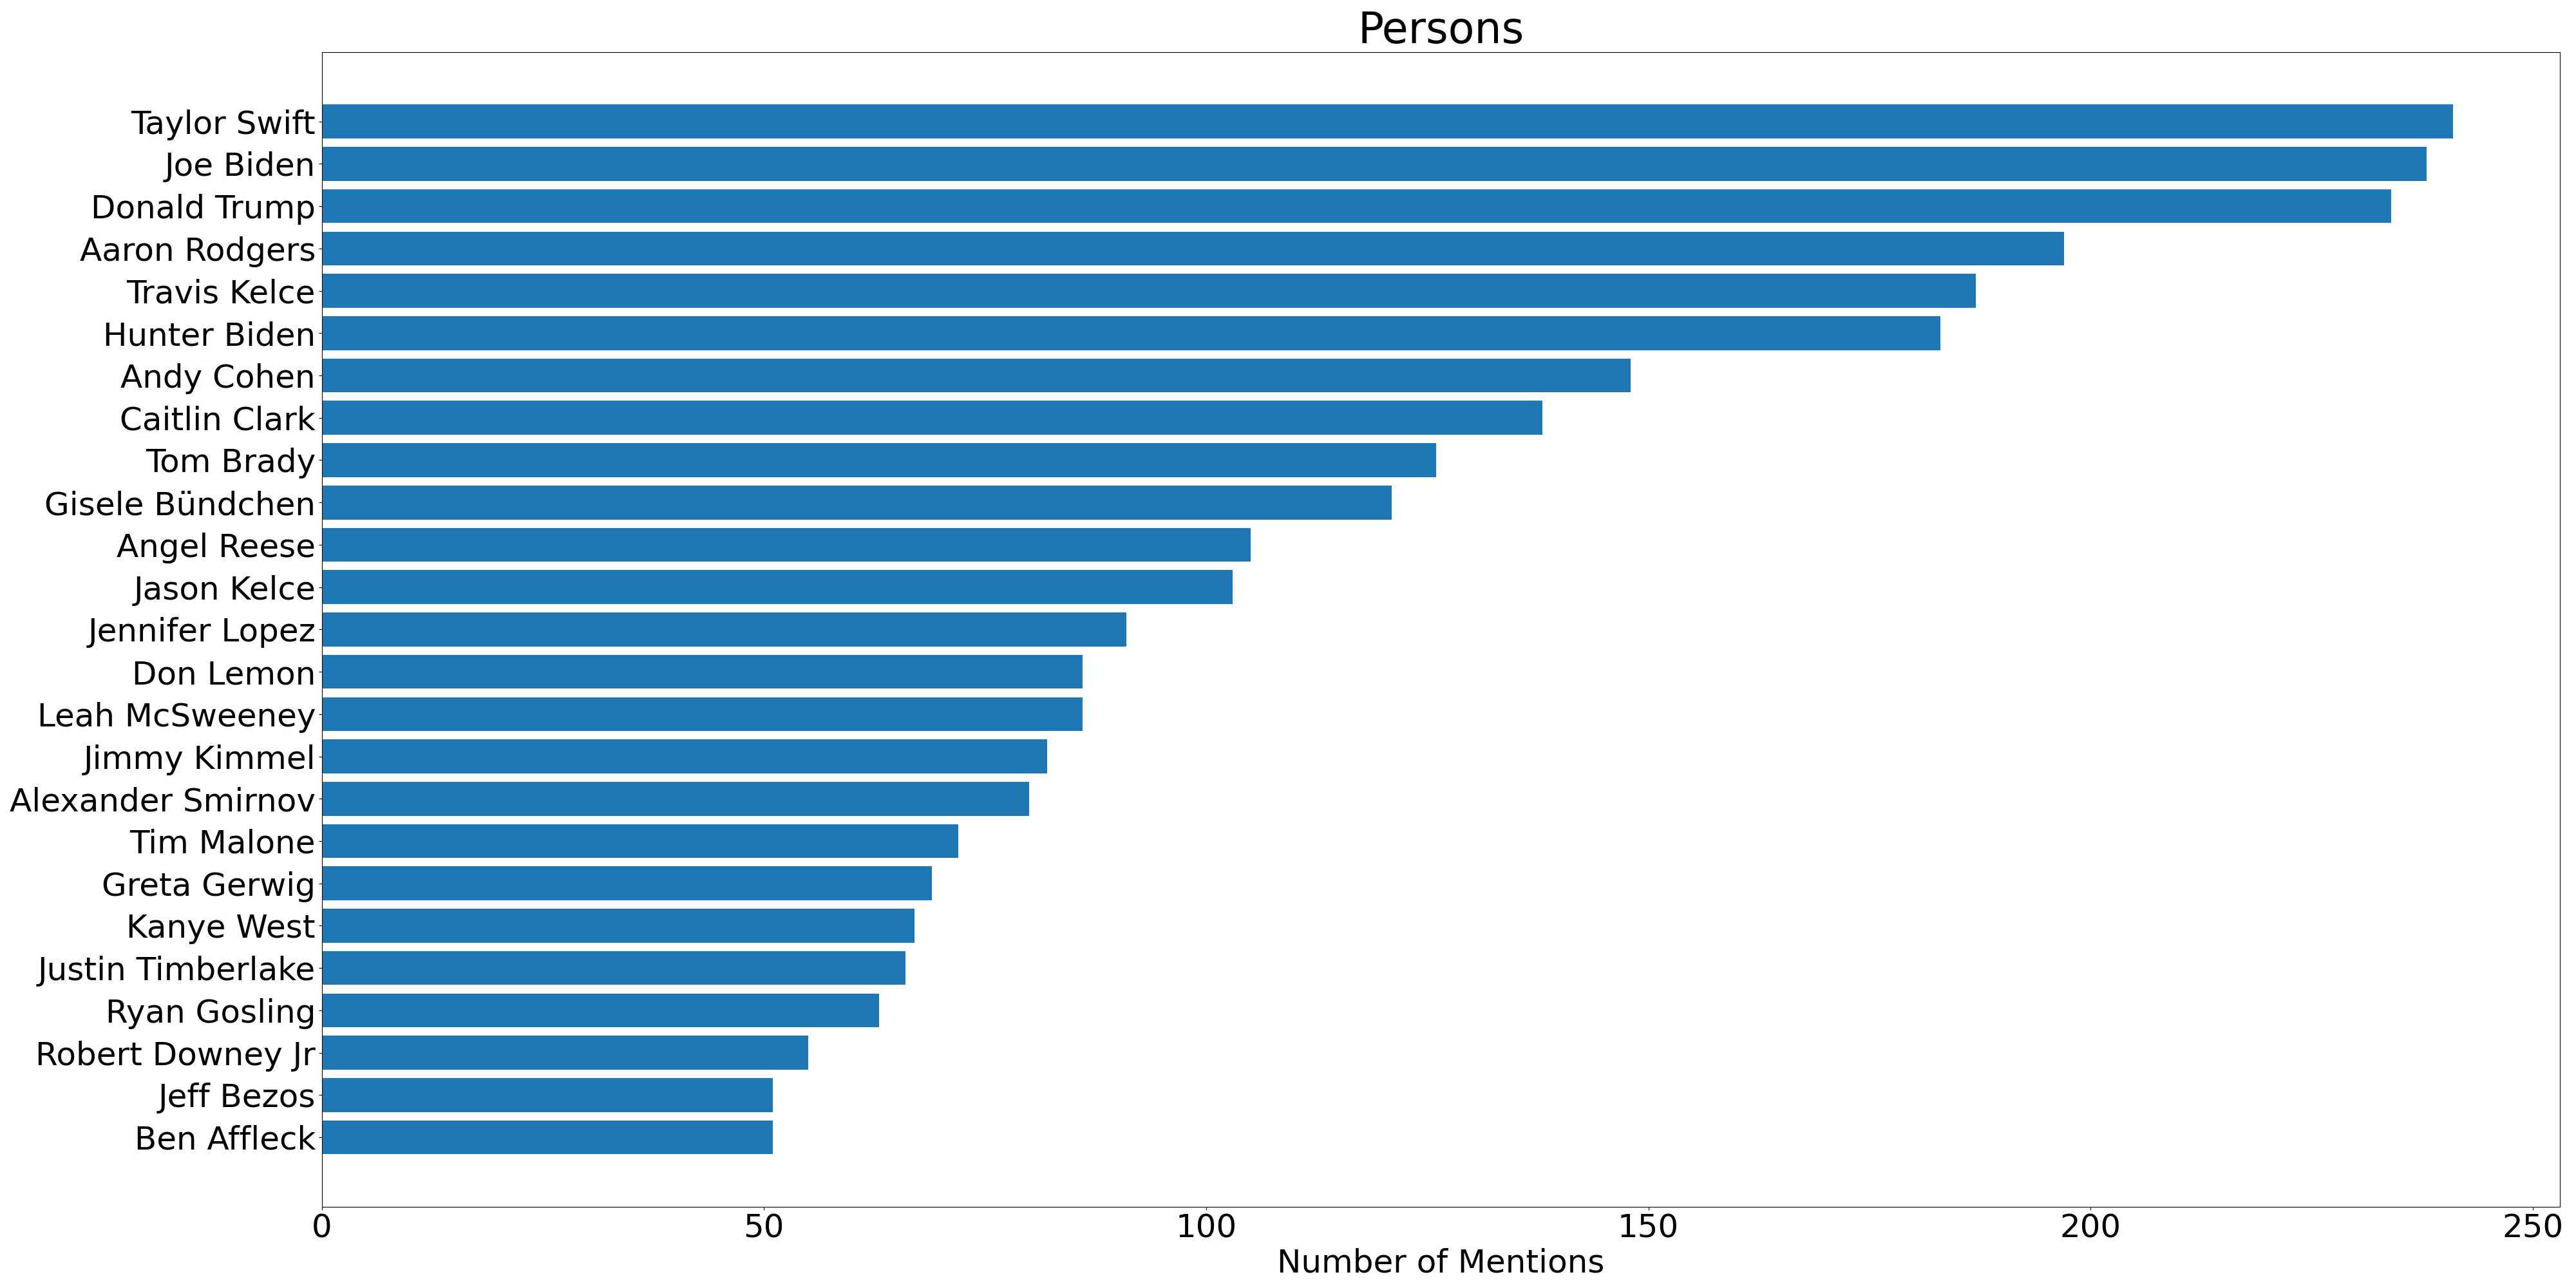 Persons
Taylor Swift
Joe Biden
Donald Trump
Aaron Rodgers
Travis Kelce
Hunter Biden
Andy Cohen
Caitlin Clark
Tom Brady
Gisele Bündchen
Angel Reese
Jason Kelce
Jennifer Lopez
Don Lemon
Leah McSweeney
Jimmy Kimmel
Alexander Smirnov
Tim Malone
Greta Gerwig
Kanye West
Justin Timberlake
Ryan Gosling
Robert Downey Jr
Jeff Bezos
Ben Affleck
0 50 100 150 200 250
Number of Mentions